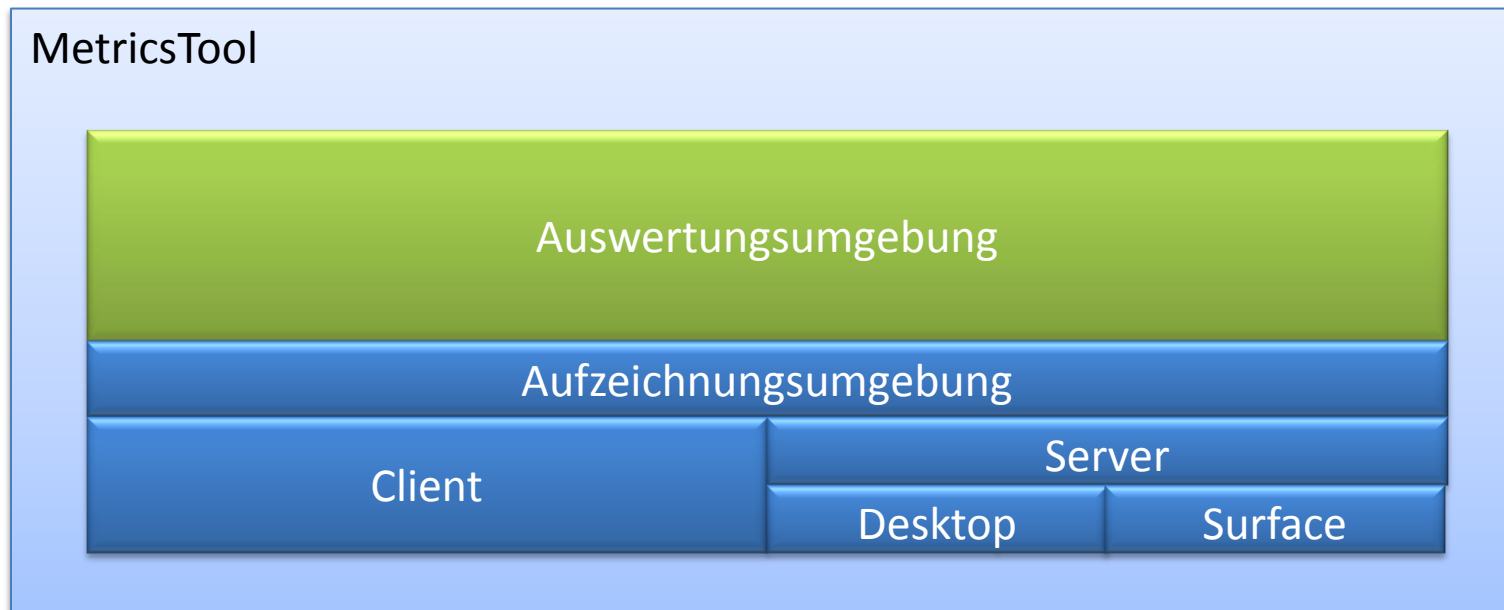 MetricsTool
Auswertungsumgebung
Aufzeichnungsumgebung
Client
Server
Desktop
Surface